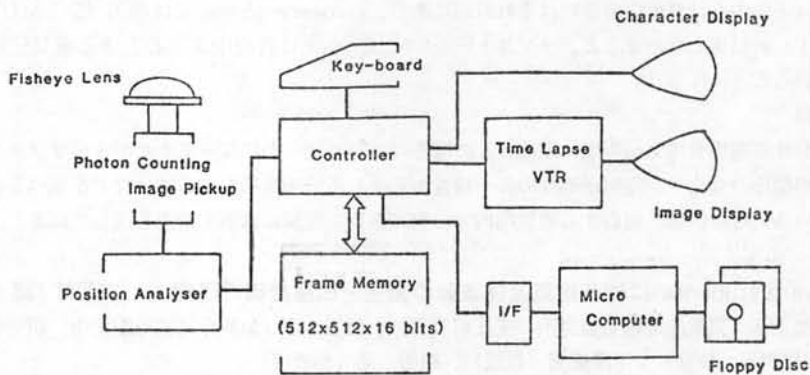 Character Display
Fisheye Lens
Key-board
Photon Counting
Image Pickup
Controller
Time Lapse
VTR
Image Display
Position Analyser
Frame Memory
(512x512x16 bits)
I/F
Micro
Computer
Floppy Disc